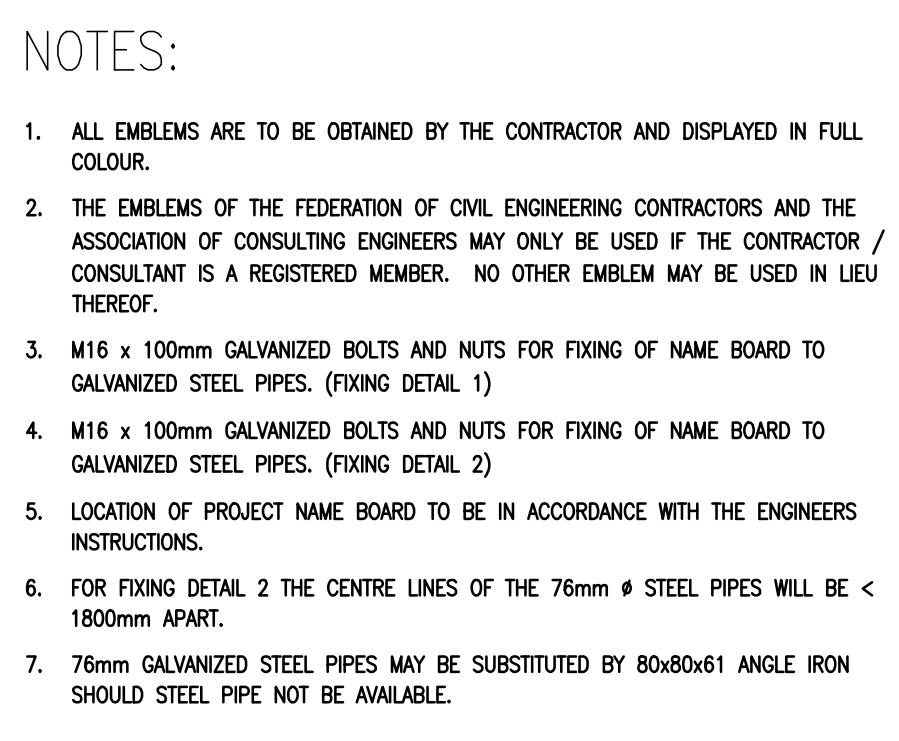 NOTES:
1. ALL EMBLEMS ARE TO BE OBTAINED BY THE CONTRACTOR AND DISPLAYED IN FULL
COLOUR.
2. THE EMBLEMS OF THE FEDERATION OF CIVIL ENGINEERING CONTRACTORS AND THE
ASSOCIATION OF CONSULTING ENGINEERS MAY ONLY BE USED IF THE CONTRACTOR /
CONSULTANT IS A REGISTERED MEMBER. NO OTHER EMBLEM MAY BE USED IN LIEU
THEREOF.
3. M16 x 100mm GALVANIZED BOLTS AND NUTS FOR FIXING OF NAME BOARD TO
GALVANIZED STEEL PIPES. (FIXING DETAIL 1)
4. M16 x 100mm GALVANIZED BOLTS AND NUTS FOR FIXING OF NAME BOARD TO
GALVANIZED STEEL PIPES. (FIXING DETAIL 2)
5. LOCATION OF PROJECT NAME BOARD TO BE IN ACCORDANCE WITH THE ENGINEERS
INSTRUCTIONS.
6. FOR FIXING DETAIL 2 THE CENTRE LINES OF THE 76mm ø STEEL PIPES WILL BE <
1800mm APART.
7. 76mm GALVANIZED STEEL PIPES MAY BE SUBSTITUTED BY 80x80x61 ANGLE IRON
SHOULD STEEL PIPE NOT BE AVAILABLE.